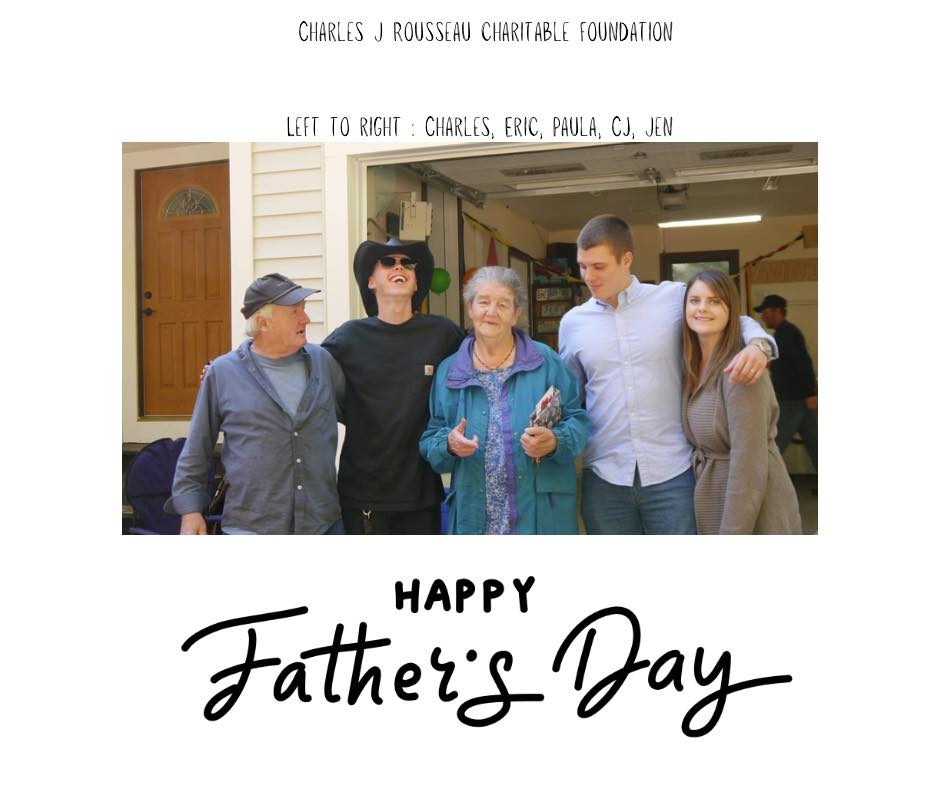 CHARLES J ROUSSEAU CHARITABLE FOUNDATION
LEFT TO RIGHT : CHARLES, ERIC, PAULA, CJ, JEN
HAPPY
Father's Day